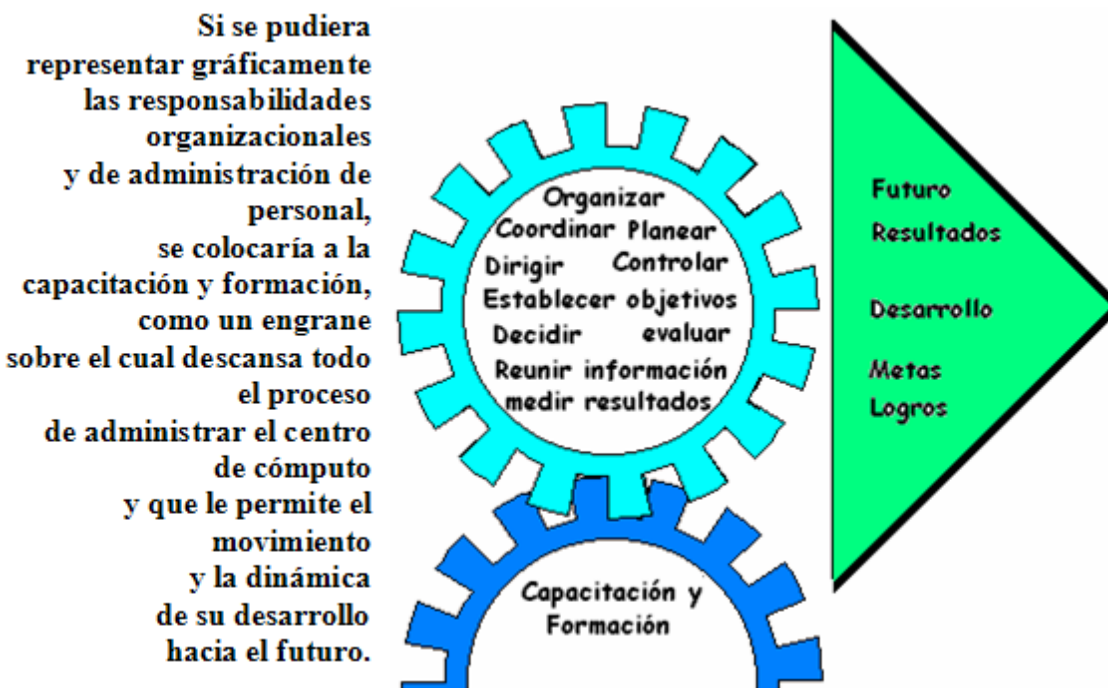 Si se pudiera
representar gráficamente
las responsabilidades
organizacionales
y de administración de
personal,
se colocaría a la
capacitación y formación,
como un engrane
sobre el cual descansa todo
el proceso
de administrar el centro
de cómputo
y que le permite el
movimiento
y la dinámica
de su desarrollo
hacia el futuro.
Organizar
Coordinar Planear
Dirigir Controlar
Establecer objetivos
Decidir evaluar
Reunir información
medir resultados
Capacitación y
Formación
Futuro
Resultados
Desarrollo
Metas
Logros